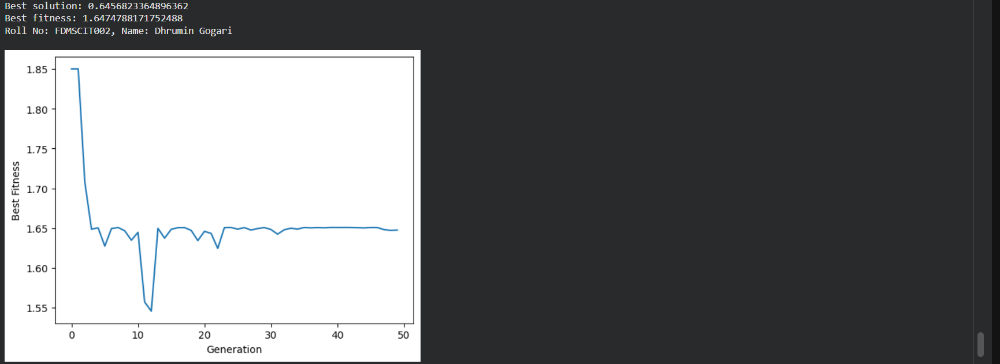 Best solution: 0.6456823364896362
Best fitness: 1.6474788171752488
Roll No: FDMSCIT002, Name: Dhrumin Gogari
1.85
1.80
1.75
1.70
1.65
1.60
1.55
Best Fitness
0 10 20 30 40 50
Generation